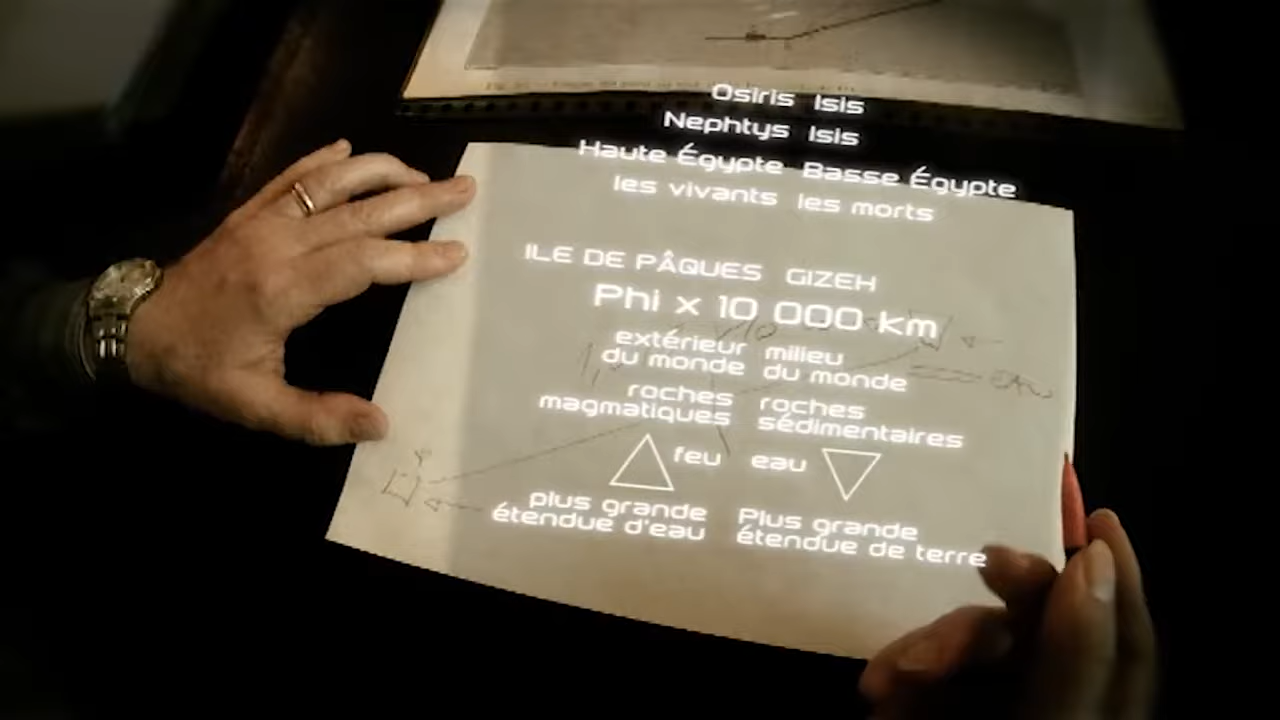 Osiris Isis
Nephtys Isis
Haute Égypte Basse Égypte
les vivants les morts
ILE DE PÂQUES GIZEH
Phi x 10 000 km
extérieur milieu
du monde du monde
roches roches
magmatiques sédimentaires
feu eau
plus grande Plus grande
étendue d'eau étendue de terre